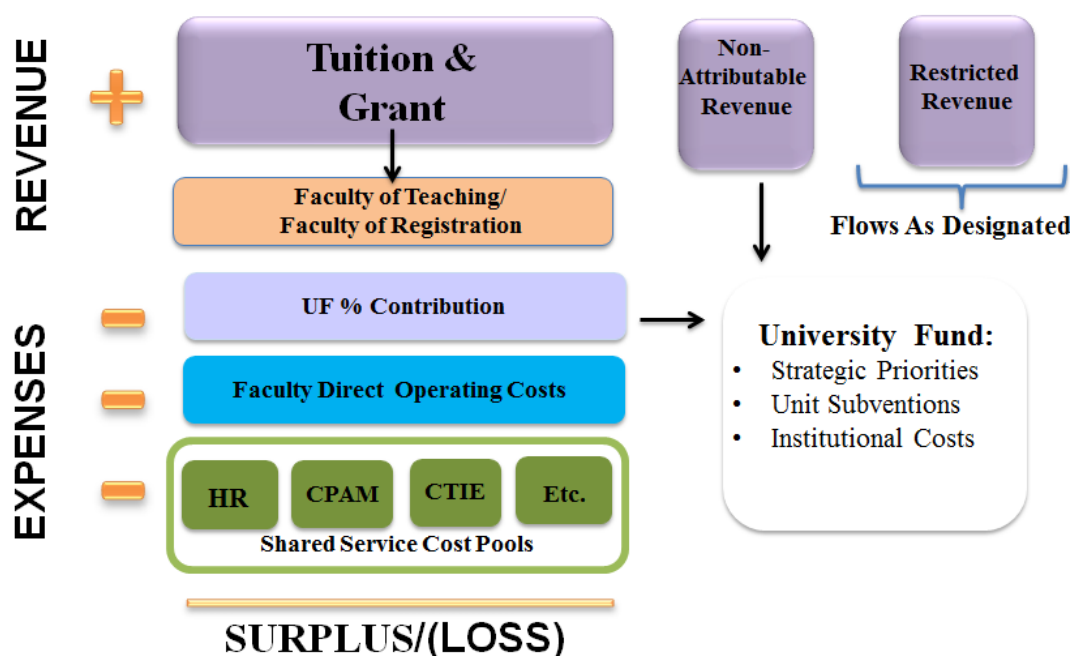 REVENUE
Tuition &
Grant
Non-
Attributable
Revenue
Restricted
Revenue
Faculty of Teaching/
Faculty of Registration
Flows As Designated
EXPENSES
UF % Contribution
Faculty Direct Operating Costs
HR
CPAM
CTIE
Etc.
Shared Service Cost Pools
University Fund:
• Strategic Priorities
• Unit Subventions
• Institutional Costs
SURPLUS/(LOSS)